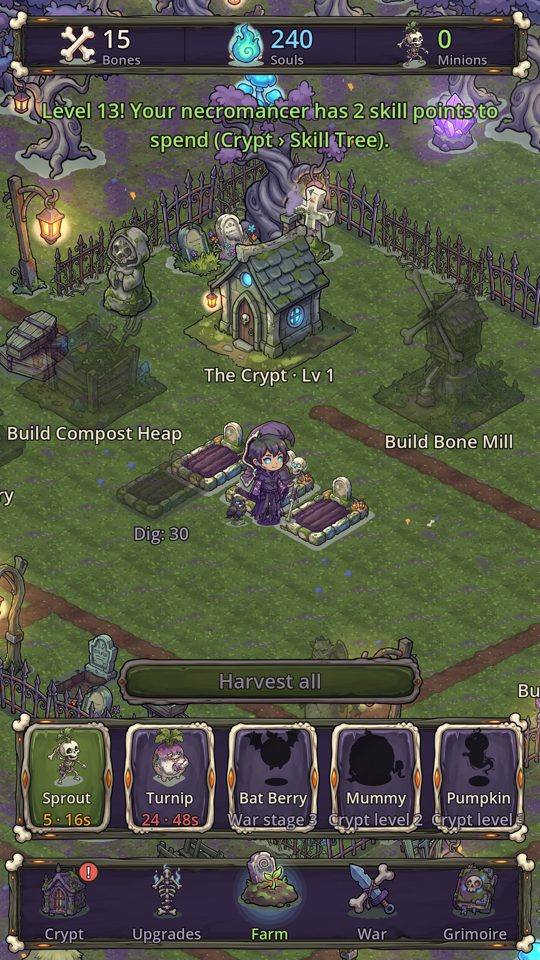 15
Bones
240
Souls
0
Minions
Level 13! Your necromancer has 2 skill points to
spend (Crypt › Skill Tree).
The Crypt · Lv 1
Build Compost Heap
Build Bone Mill
ry
Dig: 30
Harvest all
Bu
Sprout
5 · 16s
Turnip
24 · 48s
Bat Berry
War stage 3
Mummy
Crypt level 2
Pumpkin
Crypt level
!
Crypt
Upgrades
Farm
War
Grimoire